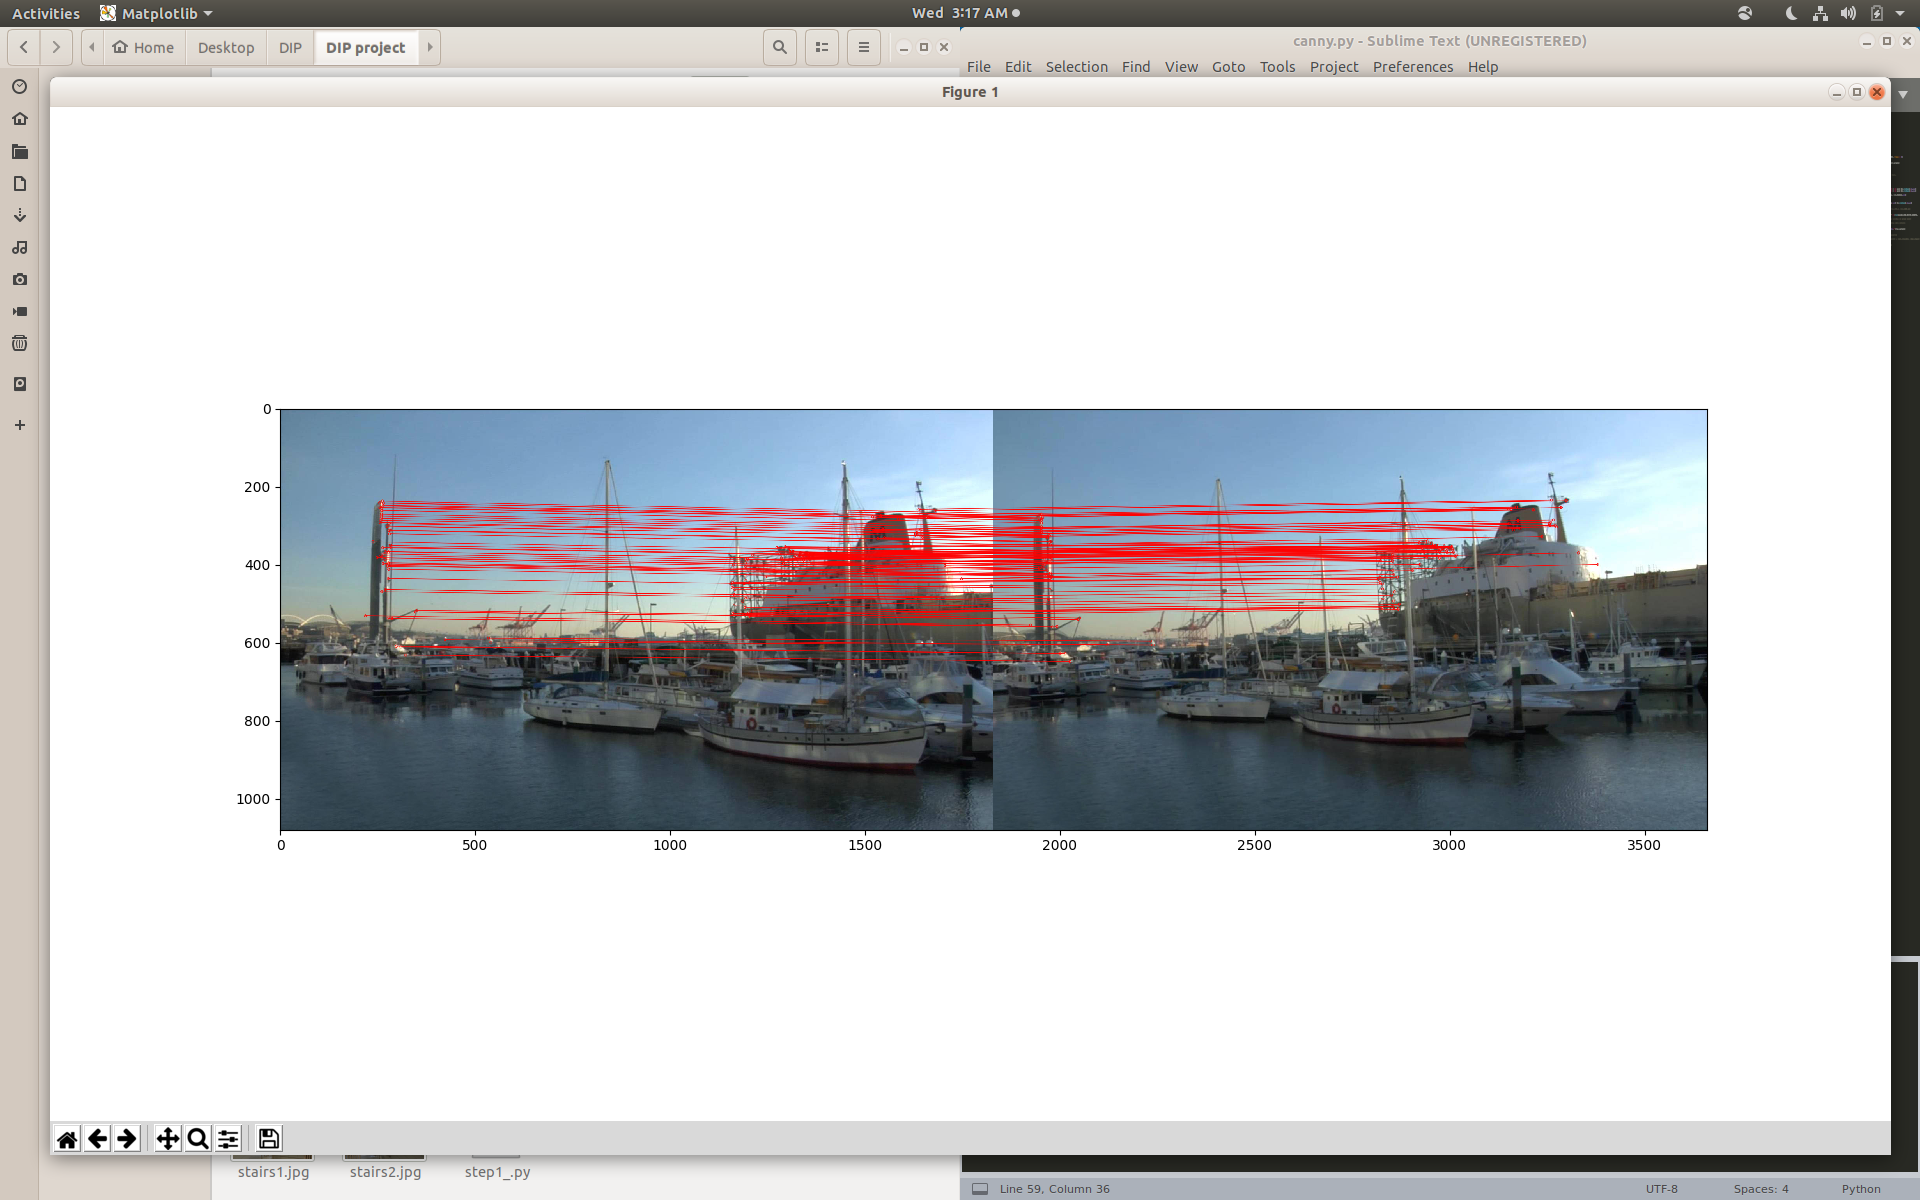 Activities Matplotlib Wed 3:17 AM
Home Desktop DIP DIP project
canny.py - Sublime Text (UNREGISTERED)
File Edit Selection Find View Goto Tools Project Preferences Help
Figure 1
0
200
400
600
800
1000
0 500 1000 1500 2000 2500 3000 3500
stairs1.jpg stairs2.jpg step1_.py
Line 59, Column 36 UTF-8 Spaces: 4 Python